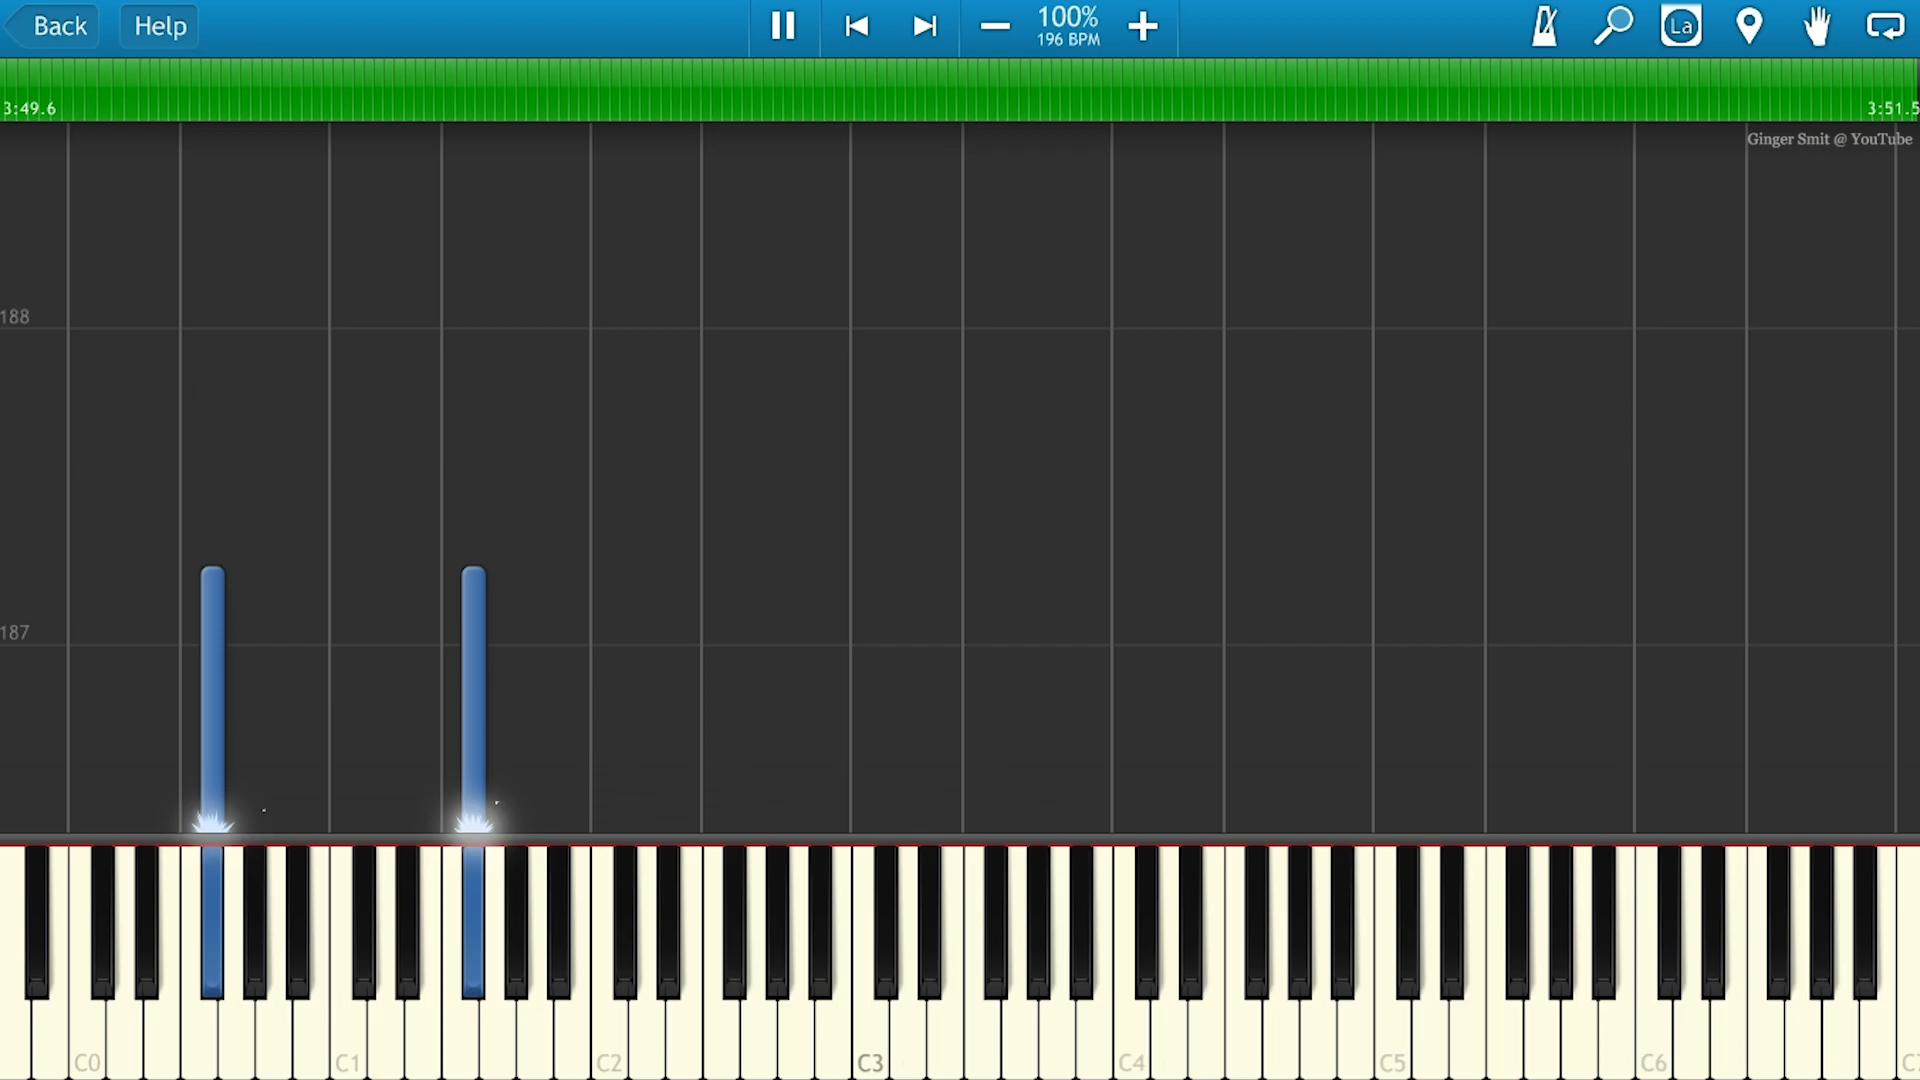 Back
Help
100%
196 BPM
La
3:49.6
3:51.5
Ginger Smit @ YouTube
188
187
C0
C1
C2
C3
C4
C5
C6